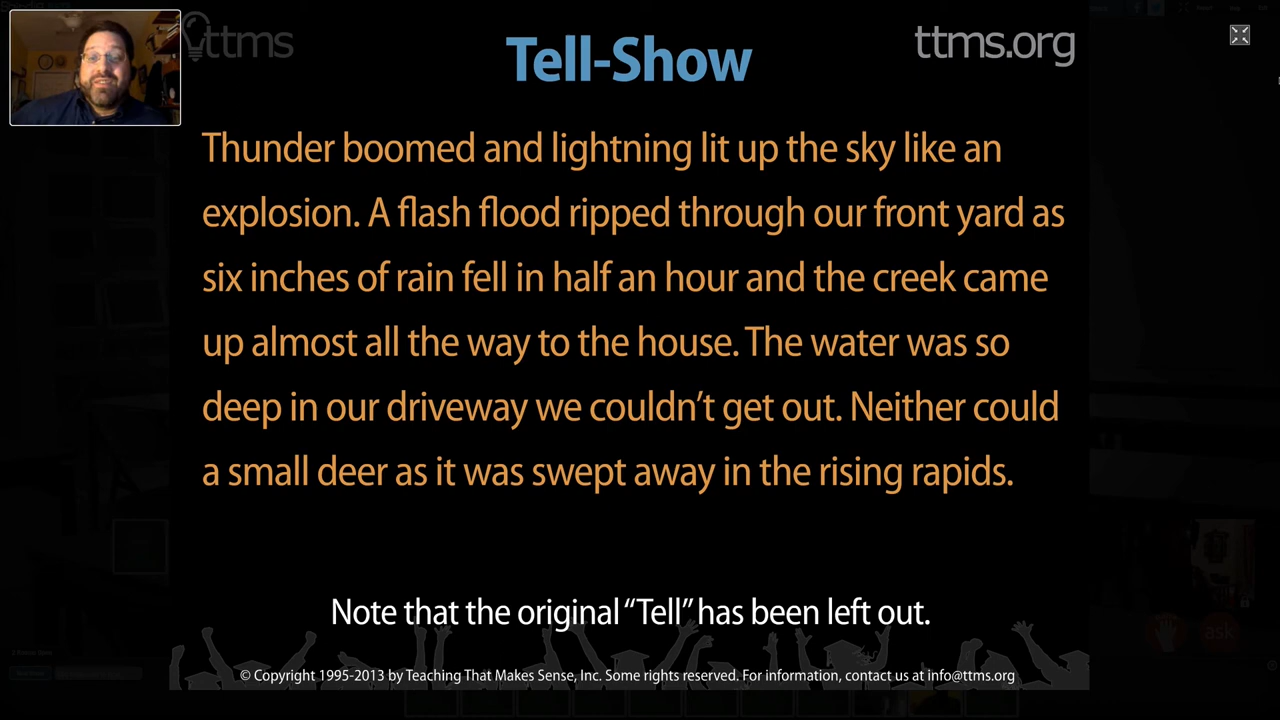 ttms
Tell-Show
ttms.org
Thunder boomed and lightning lit up the sky like an
explosion. A flash flood ripped through our front yard as
six inches of rain fell in half an hour and the creek came
up almost all the way to the house. The water was so
deep in our driveway we couldn’t get out. Neither could
a small deer as it was swept away in the rising rapids.
Note that the original “Tell” has been left out.
ask
© Copyright 1995-2013 by Teaching That Makes Sense, Inc. Some rights reserved. For information, contact us at info@ttms.org